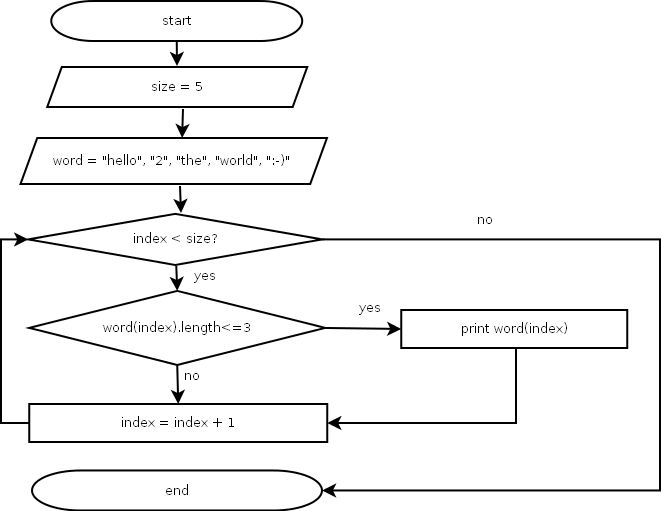 start
size = 5
word = "hello", "2", "the", "world", ":-)"
index < size?
no
yes
word(index).length<=3
yes
print word(index)
no
index = index + 1
end